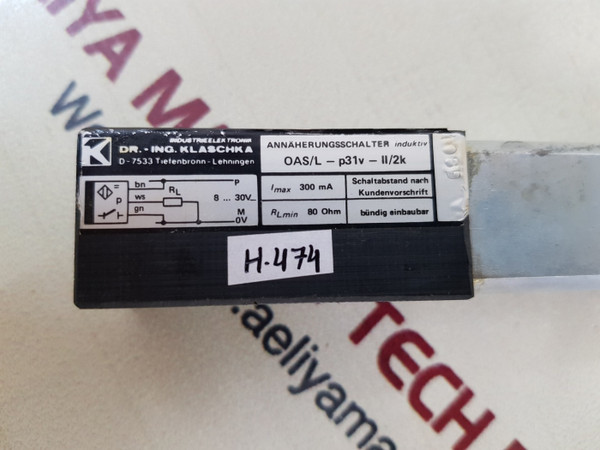 INDUSTRIEELEKTRONIK
DR. - ING. KLASCHKA
D - 7533 Tiefenbronn - Lehningen
ANNÄHERUNGSSCHALTER induktiv
OAS/L - p31v - II/2k
bn
ws
gn
=
p
RL
P
8 ... 30V
M
0V
Imax 300 mA
RLmin 80 Ohm
Schaltabstand nach
Kundenvorschrift
bündig einbaubar
H-474
TECH